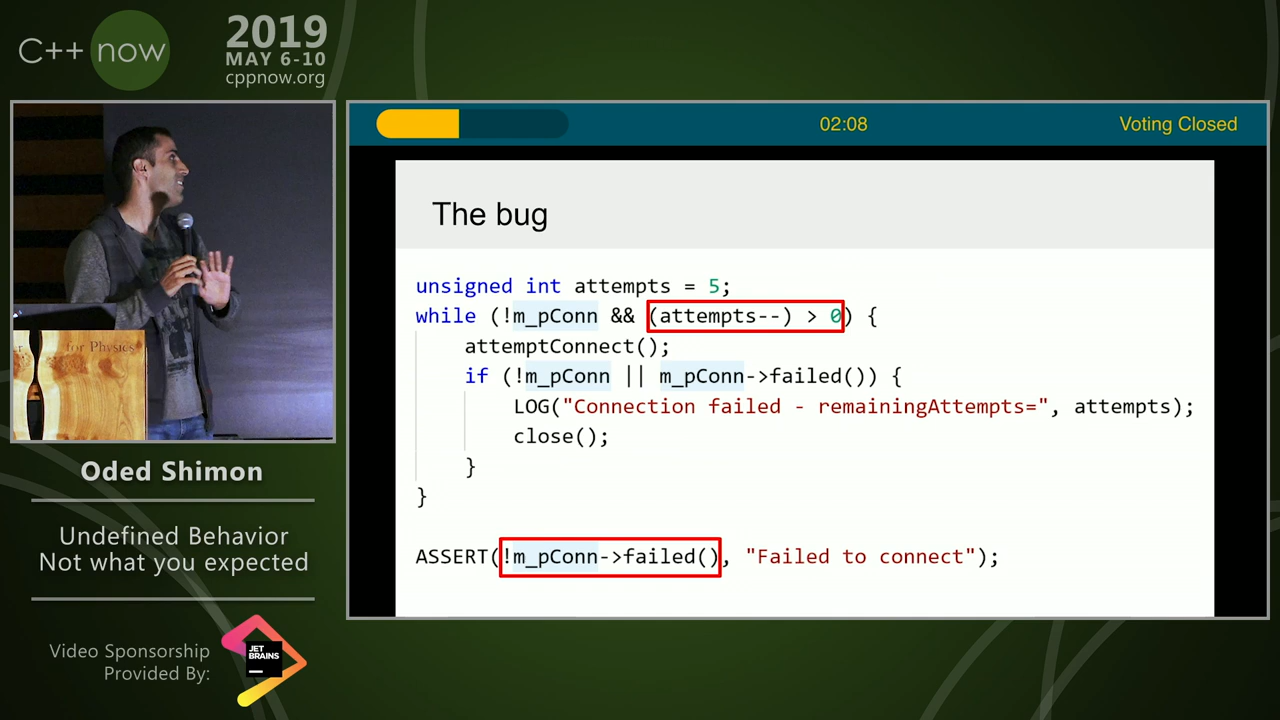 C++ now
2019
MAY 6-10
cppnow.org
for Physics
Oded Shimon
Undefined Behavior
Not what you expected
Video Sponsorship
Provided By:
JET
BRAINS
02:08
Voting Closed
The bug
unsigned int attempts = 5;
while (!m_pConn && (attempts--) > 0) {
attemptConnect();
if (!m_pConn || m_pConn->failed()) {
LOG("Connection failed - remainingAttempts=", attempts);
close();
}
}
ASSERT(!m_pConn->failed(), "Failed to connect");